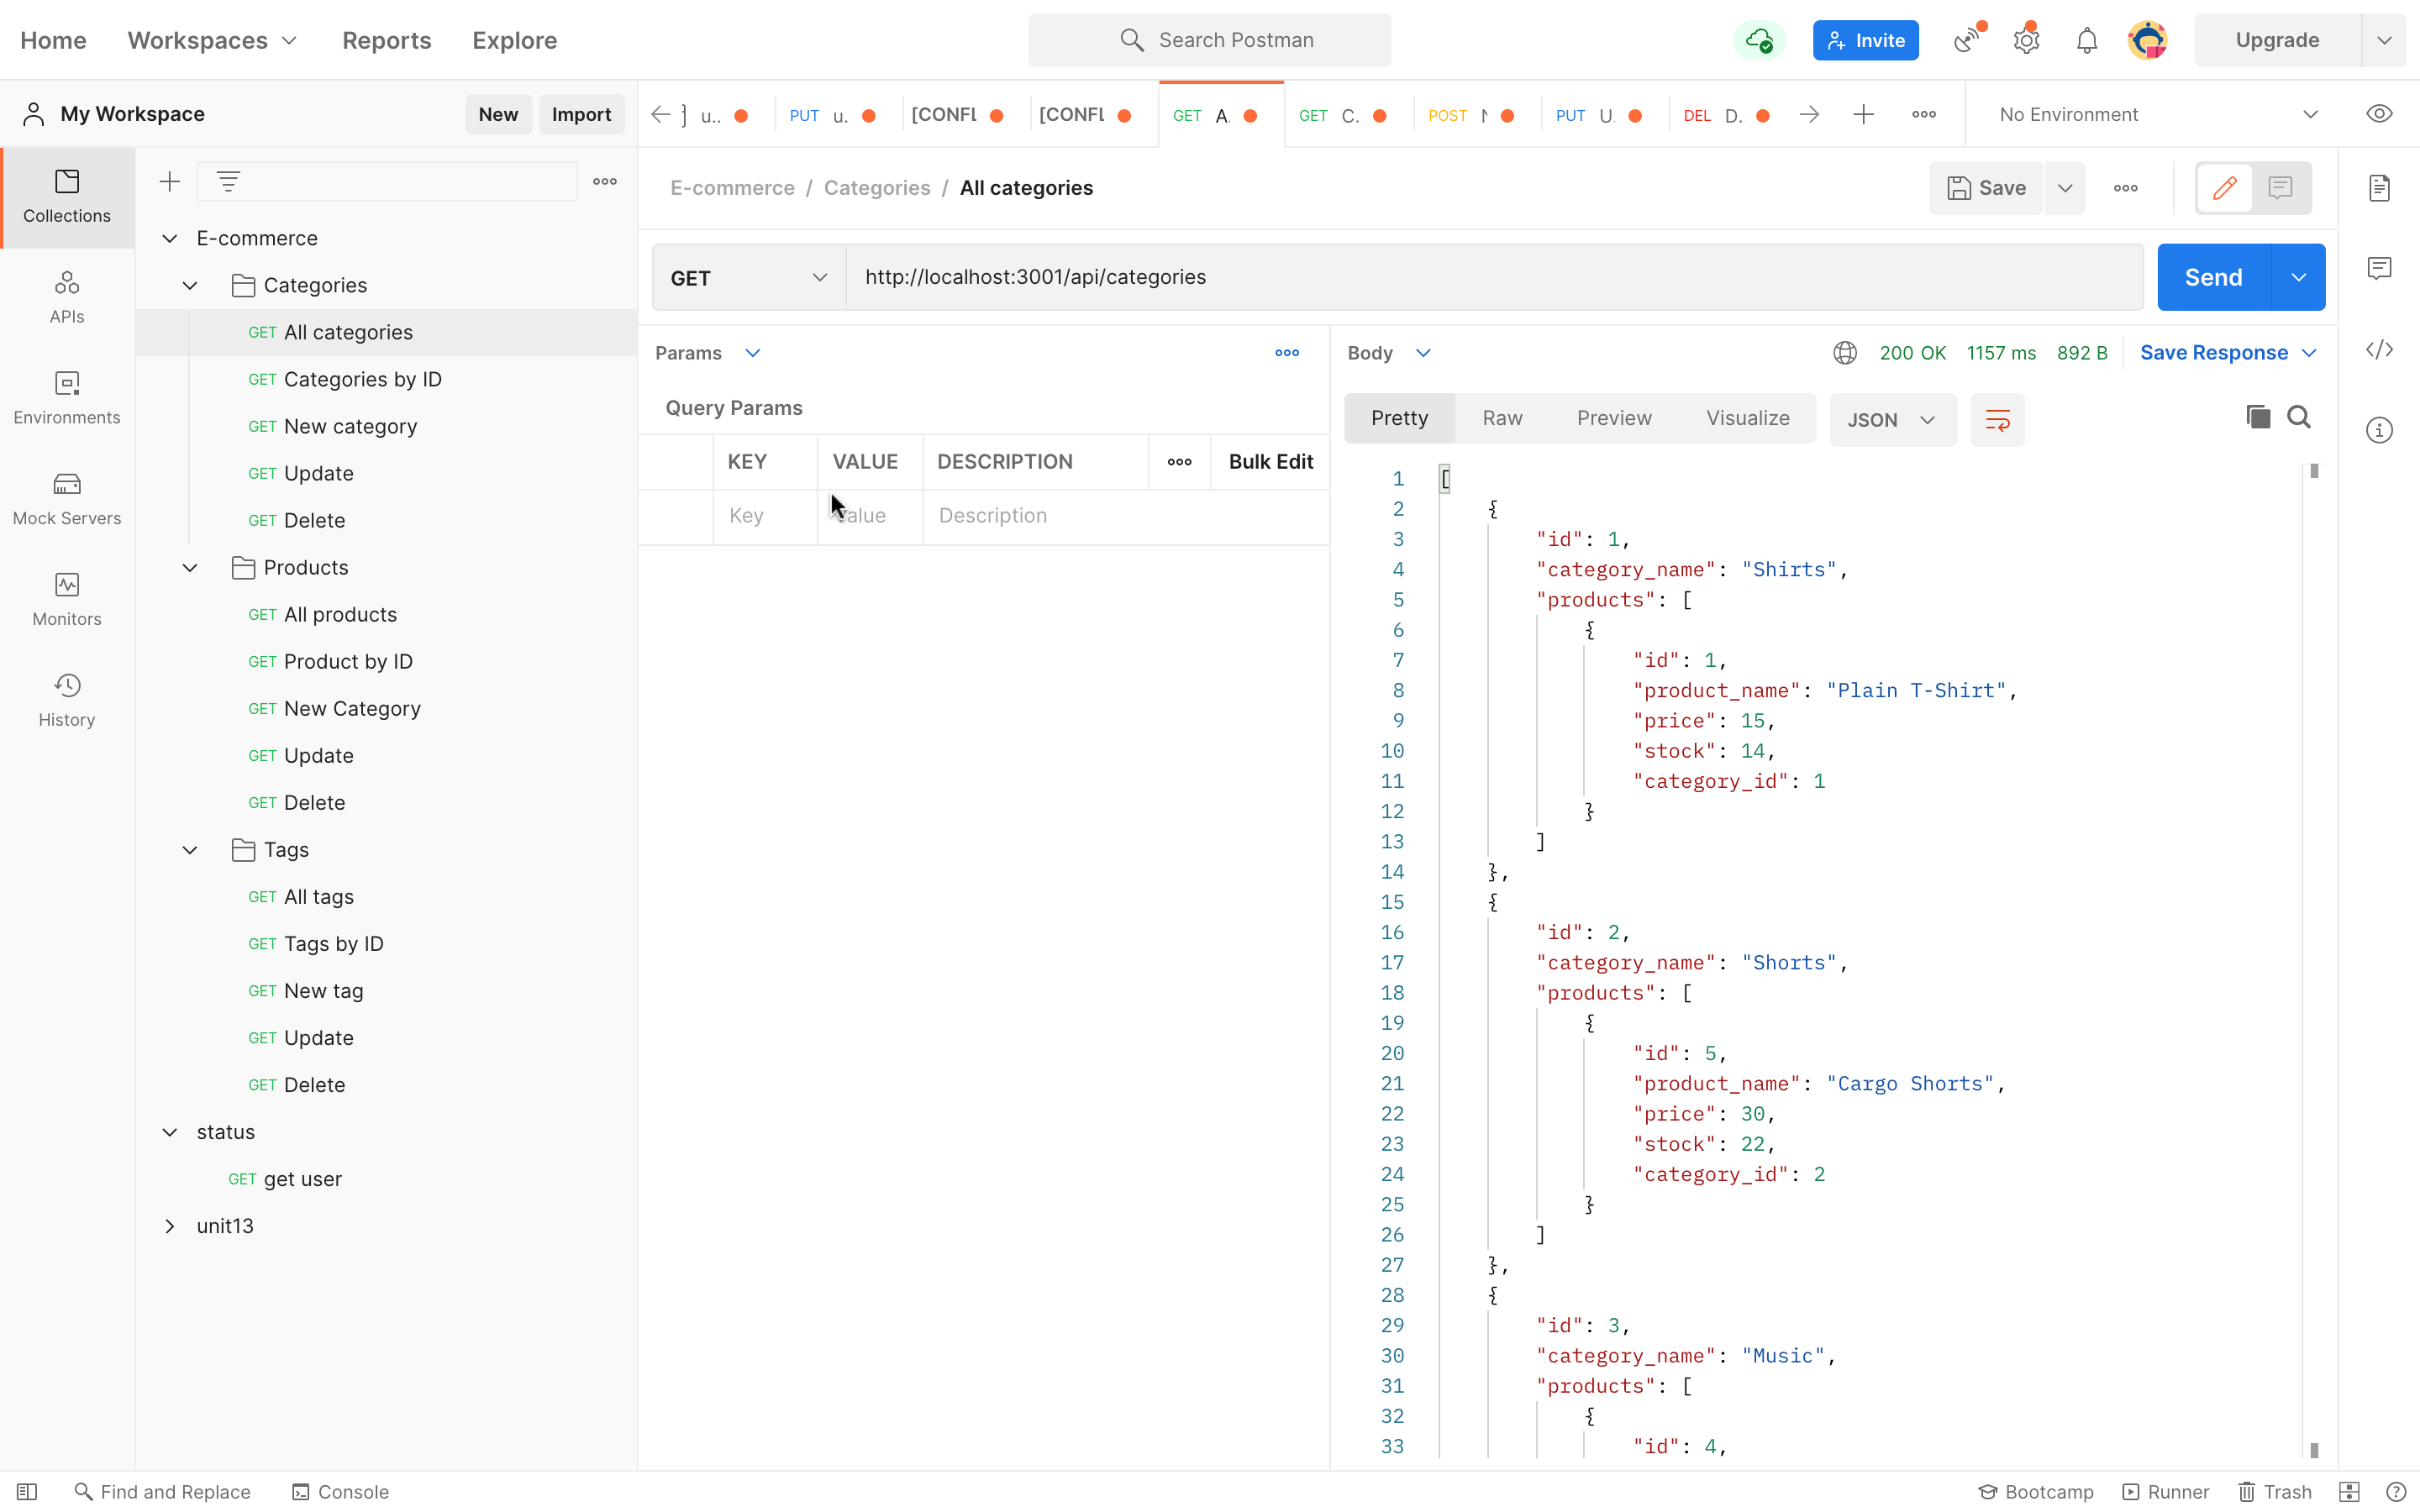 Home Workspaces Reports Explore Search Postman Invite Upgrade
My Workspace New Import u.. PUT u. [CONFL [CONFL GET A. GET C. POST PUT U. DEL D. No Environment
Collections
APIs
Environments
Mock Servers
Monitors
History
E-commerce
Categories
GET All categories
GET Categories by ID
GET New category
GET Update
GET Delete
Products
GET All products
GET Product by ID
GET New Category
GET Update
GET Delete
Tags
GET All tags
GET Tags by ID
GET New tag
GET Update
GET Delete
status
GET get user
unit13
E-commerce / Categories / All categories Save
GET http://localhost:3001/api/categories Send
Params
Query Params
KEY VALUE DESCRIPTION Bulk Edit
Key Description
Body 200 OK 1157 ms 892 B Save Response
Pretty Raw Preview Visualize JSON
1 [
2 {
3 "id": 1,
4 "category_name": "Shirts",
5 "products": [
6 {
7 "id": 1,
8 "product_name": "Plain T-Shirt",
9 "price": 15,
10 "stock": 14,
11 "category_id": 1
12 }
13 ]
14 },
15 {
16 "id": 2,
17 "category_name": "Shorts",
18 "products": [
19 {
20 "id": 5,
21 "product_name": "Cargo Shorts",
22 "price": 30,
23 "stock": 22,
24 "category_id": 2
25 }
26 ]
27 },
28 {
29 "id": 3,
30 "category_name": "Music",
31 "products": [
32 {
33 "id": 4,
Find and Replace Console Bootcamp Runner Trash